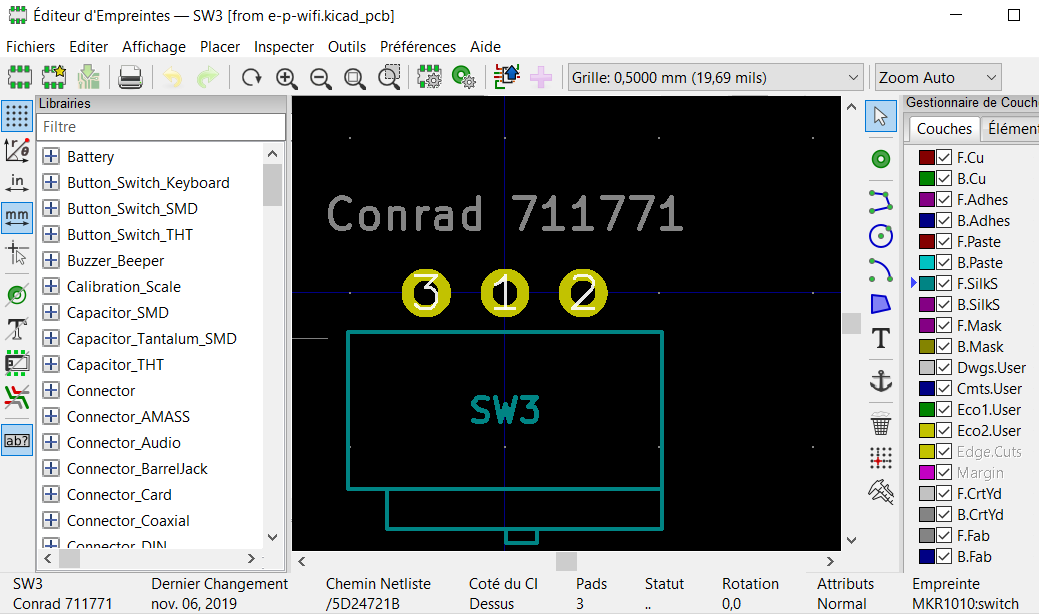 Éditeur d'Empreintes — SW3 [from e-p-wifi.kicad_pcb]
Fichiers Editer Affichage Placer Inspecter Outils Préférences Aide
Grille: 0,5000 mm (19,69 mils) Zoom Auto
Librairies
Filtre
Battery
Button_Switch_Keyboard
Button_Switch_SMD
Button_Switch_THT
Buzzer_Beeper
Calibration_Scale
Capacitor_SMD
Capacitor_Tantalum_SMD
Capacitor_THT
Connector
Connector_AMASS
Connector_Audio
Connector_BarrelJack
Connector_Card
Connector_Coaxial
Connector_DIN
in
mm
ab?
Conrad 711771
3 1 2
SW3
Gestionnaire de Couche
Couches Élément
F.Cu
B.Cu
F.Adhes
B.Adhes
F.Paste
B.Paste
F.SilkS
B.SilkS
F.Mask
B.Mask
Dwgs.User
Cmts.User
Eco1.User
Eco2.User
Edge.Cuts
Margin
F.CrtYd
B.CrtYd
F.Fab
B.Fab
SW3 Dernier Changement Chemin Netliste Coté du CI Pads Statut Rotation Attributs Empreinte
Conrad 711771 nov. 06, 2019 /5D24721B Dessus 3 .. 0,0 Normal MKR1010:switch